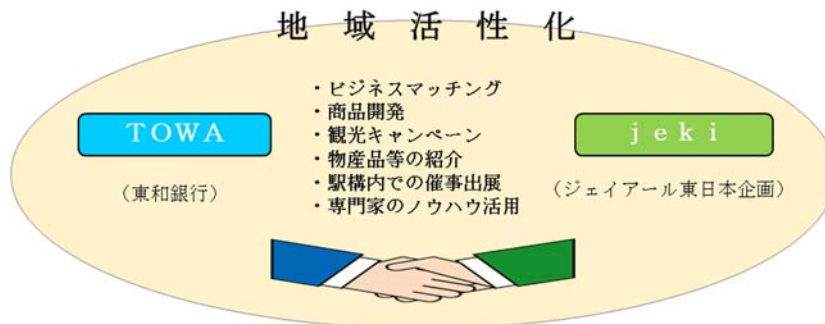 地域活性化
・ビジネスマッチング
・商品開発
・観光キャンペーン
・物産品等の紹介
・駅構内での催事出展
・専門家のノウハウ活用
TOWA
（東和銀行）
jeki
（ジェイアール東日本企画）